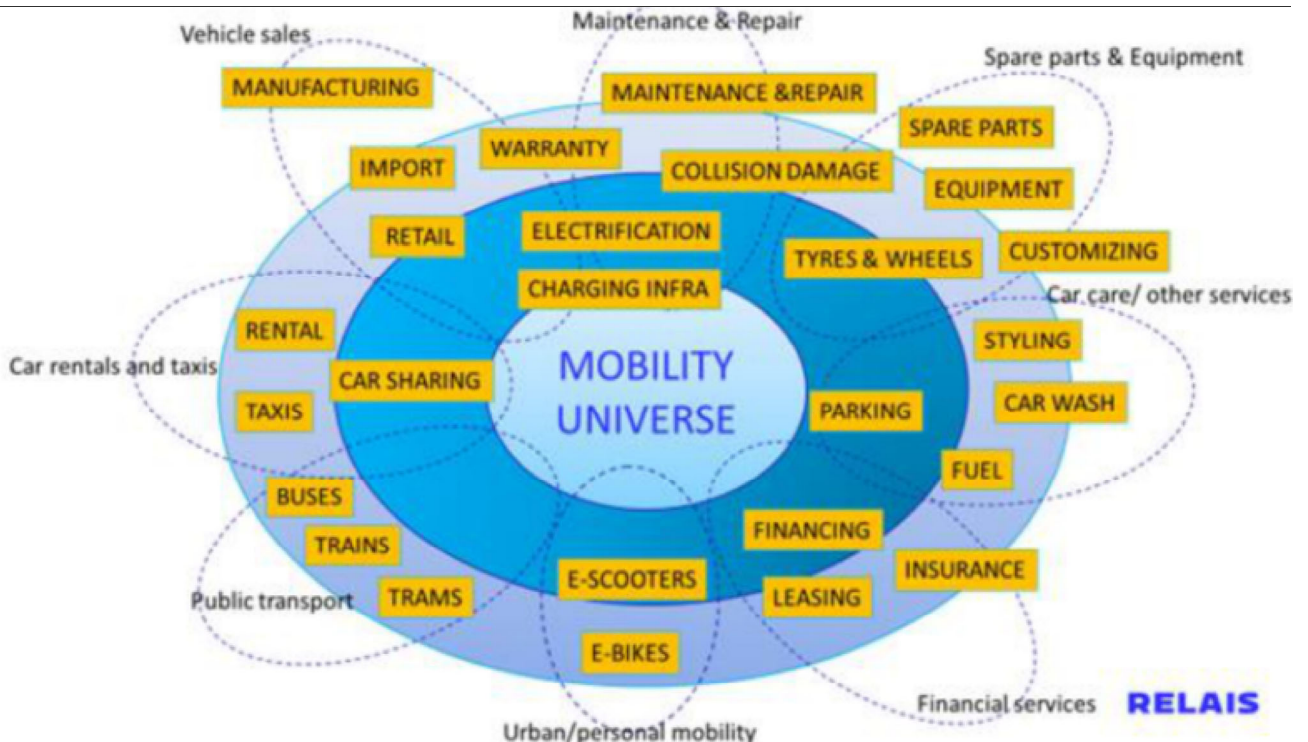 Maintenance & Repair
Vehicle sales
Spare parts & Equipment
MANUFACTURING
MAINTENANCE &REPAIR
SPARE PARTS
WARRANTY
IMPORT
COLLISION DAMAGE
EQUIPMENT
RETAIL
ELECTRIFICATION
TYRES & WHEELS
CUSTOMIZING
CHARGING INFRA
Car care/ other services
RENTAL
STYLING
Car rentals and taxis
CAR SHARING
MOBILITY
UNIVERSE
TAXIS
PARKING
CAR WASH
BUSES
FUEL
TRAINS
FINANCING
E-SCOOTERS
INSURANCE
Public transport
TRAMS
LEASING
E-BIKES
Financial services
RELAIS
Urban/personal mobility